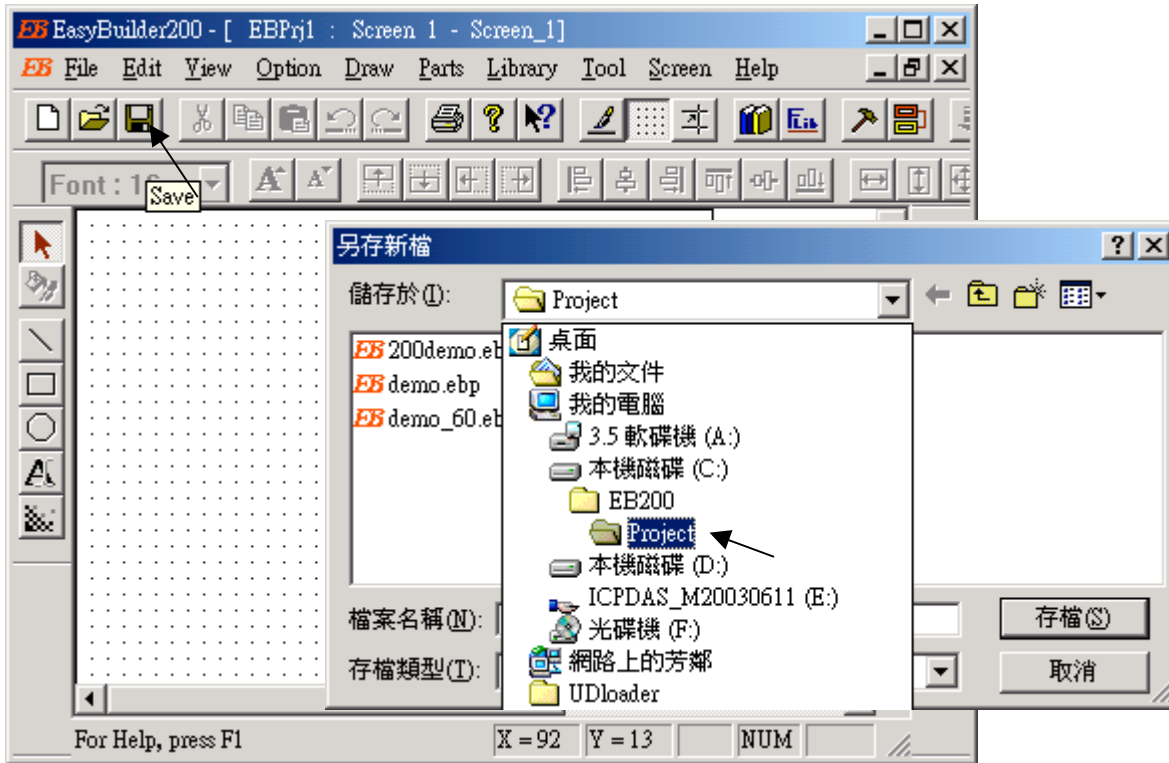 EB EasyBuilder200 - [ EBPrj1 : Screen 1 - Screen_1]
EB File Edit View Option Draw Parts Library Tool Screen Help
Font : 16
Save
另存新檔
儲存於(I):
Project
EB 200demo.eb
EB demo.ebp
EB demo_60.eb
桌面
我的文件
我的電腦
3.5 軟碟機 (A:)
本機磁碟 (C:)
EB200
Project
本機磁碟 (D:)
ICPDAS_M20030611 (E:)
光碟機 (F:)
網路上的芳鄰
UDloader
檔案名稱(N):
存檔(S)
存檔類型(T):
取消
For Help, press F1
X = 92 Y = 13 NUM